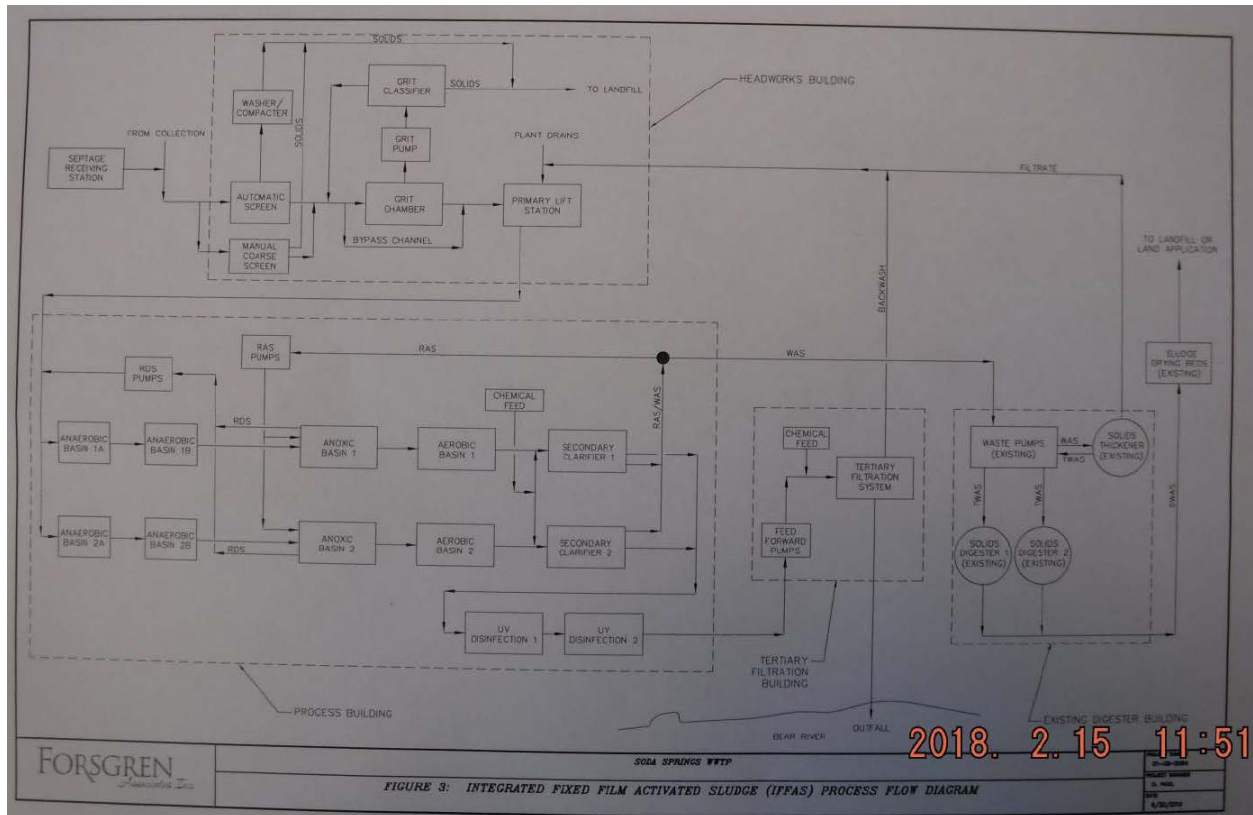 SOLIDS
HEADWORKS BUILDING
GRIT
CLASSIFIER
SOLIDS
TO LANDFILL
WASHER/
COMPACTER
SOLIDS
FROM COLLECTION
GRIT
PUMP
PLANT DRAINS
SEPTAGE
RECEIVING
STATION
FILTRATE
AUTOMATIC
SCREEN
GRIT
CHAMBER
PRIMARY LIFT
STATION
BYPASS CHANNEL
MANUAL
COARSE
SCREEN
TO LANDFILL OR
LAND APPLICATION
BACKWASH
RAS
PUMPS
RAS
WAS
RDS
PUMPS
SLUDGE
DRYING BEDS
(EXISTING)
CHEMICAL
FEED
RAS/WAS
RDS
ANAEROBIC
BASIN 1A
ANAEROBIC
BASIN 1B
ANOXIC
BASIN 1
AEROBIC
BASIN 1
SECONDARY
CLARIFIER 1
CHEMICAL
FEED
TERTIARY
FILTRATION
SYSTEM
WASTE PUMPS
(EXISTING)
WAS
TWAS
SOLIDS
THICKENER
(EXISTING)
TWAS
TWAS
SWAS
ANAEROBIC
BASIN 2A
ANAEROBIC
BASIN 2B
RDS
ANOXIC
BASIN 2
AEROBIC
BASIN 2
SECONDARY
CLARIFIER 2
FEED
FORWARD
PUMPS
SOLIDS
DIGESTER 1
(EXISTING)
SOLIDS
DIGESTER 2
(EXISTING)
UV
DISINFECTION 1
UV
DISINFECTION 2
TERTIARY
FILTRATION
BUILDING
PROCESS BUILDING
BEAR RIVER
OUTFALL
EXISTING DIGESTER BUILDING
2018. 2.15 11:51
FORSGREN
Associates Inc.
SODA SPRINGS WWTP
FIGURE 3: INTEGRATED FIXED FILM ACTIVATED SLUDGE (IFFAS) PROCESS FLOW DIAGRAM
DATE